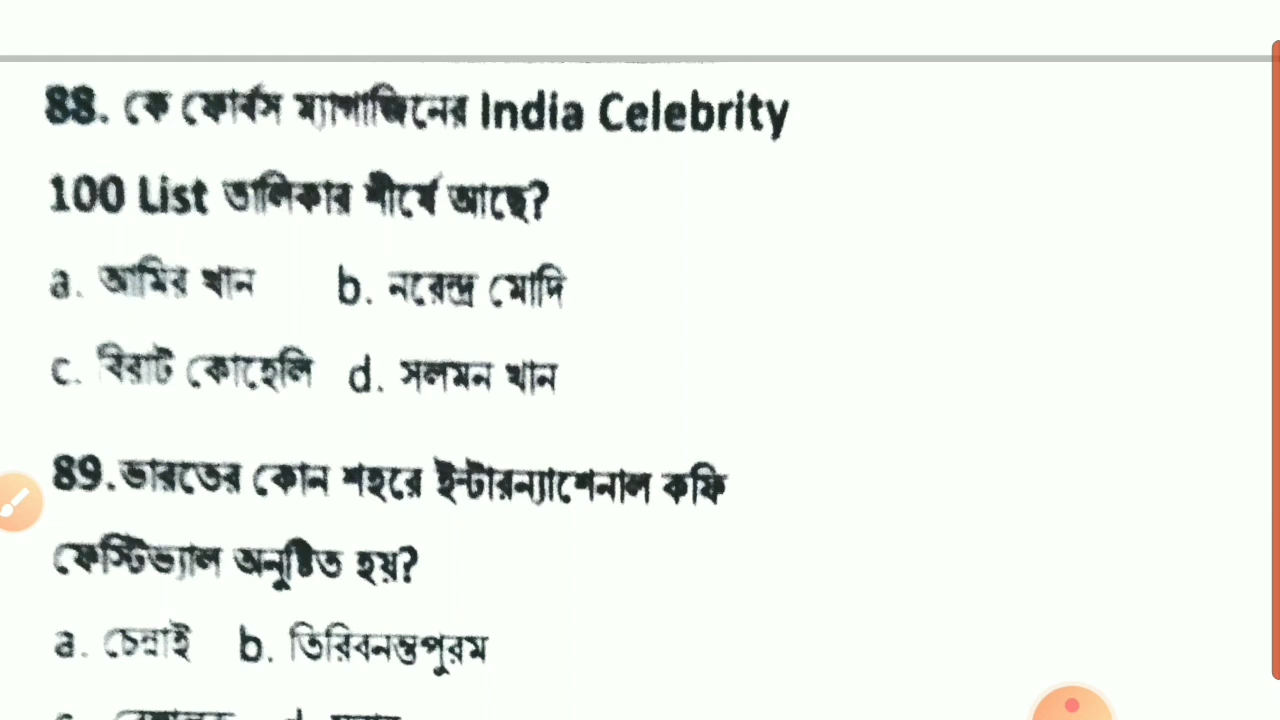 88. কে ফোর্বস ম্যাগাজিনের India Celebrity
100 List তালিকার শীর্ষে আছে?
a. আমির খান b. নরেন্দ্র মোদি
c. বিরাট কোহেলি d. সলমন খান
89.ভারতের কোন শহরে ইন্টারন্যাশেনাল কফি
ফেস্টিভ্যাল অনুষ্ঠিত হয়?
a. চেন্নাই b. তিরিবনন্তপুরম